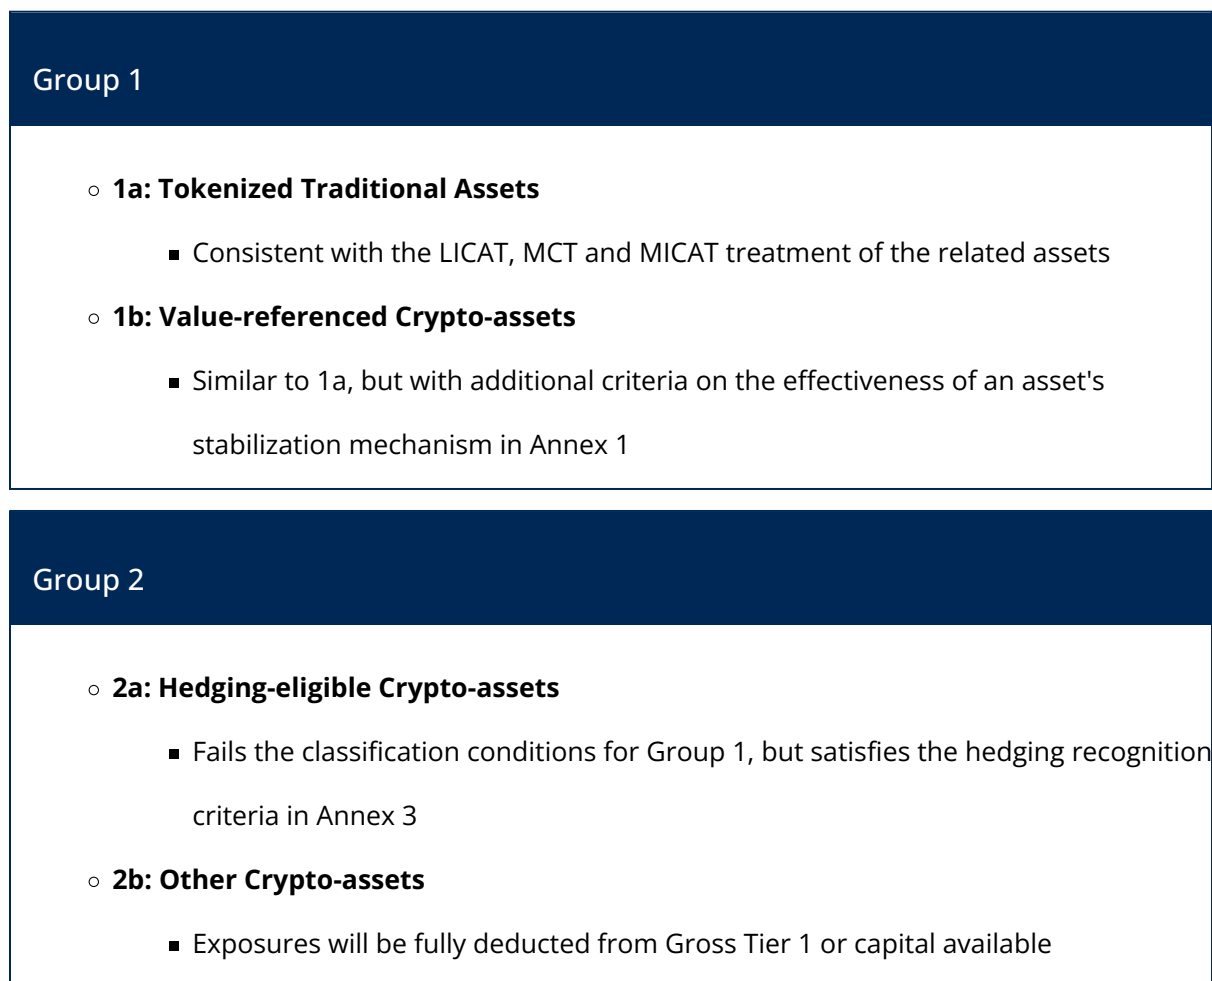 Group 1
1a: Tokenized Traditional Assets
Consistent with the LICAT, MCT and MICAT treatment of the related assets
1b: Value-referenced Crypto-assets
Similar to 1a, but with additional criteria on the effectiveness of an asset's
stabilization mechanism in Annex 1
Group 2
2a: Hedging-eligible Crypto-assets
Fails the classification conditions for Group 1, but satisfies the hedging recognition
criteria in Annex 3
2b: Other Crypto-assets
Exposures will be fully deducted from Gross Tier 1 or capital available